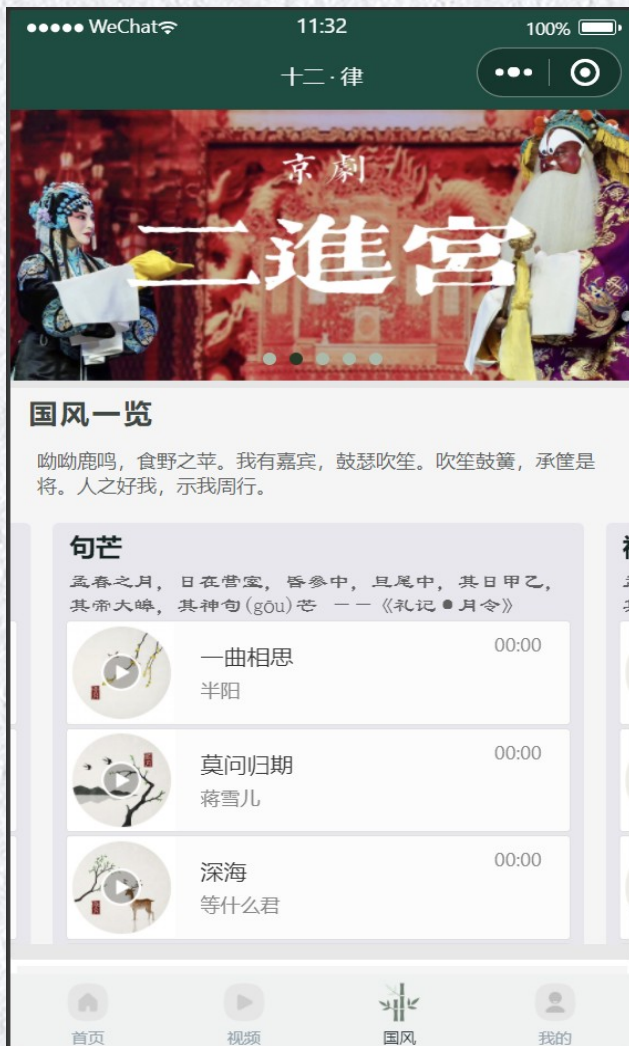 WeChat
11:32
100%
十二·律
京劇
二進宮
国风一览
呦呦鹿鸣，食野之苹。我有嘉宾，鼓瑟吹笙。吹笙鼓簧，承筐是
将。人之好我，示我周行。
句芒
孟春之月，日在营室，昏参中，旦尾中，其日甲乙，
其帝大皞，其神句(gōu)芒 －－《礼记●月令》
一曲相思
00:00
半阳
莫问归期
00:00
蒋雪儿
深海
00:00
等什么君
首页
视频
国风
我的